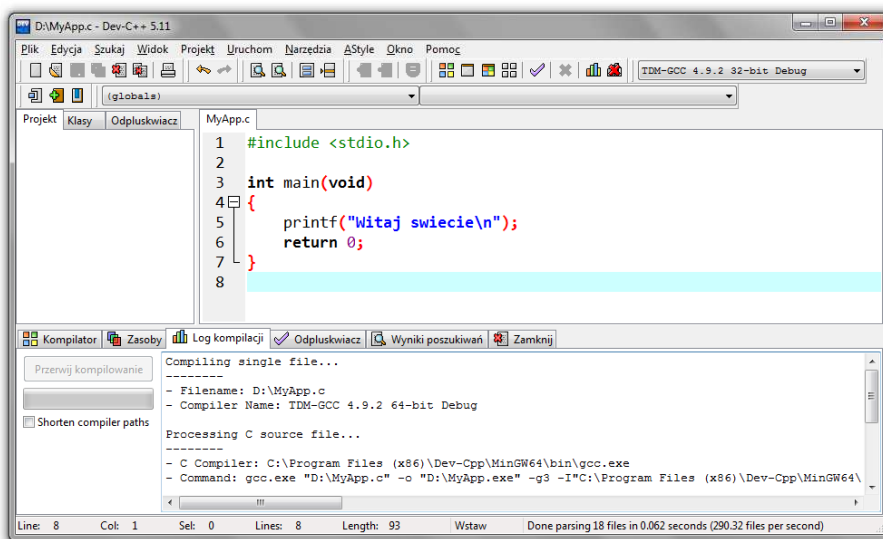 D:\MyApp.c - Dev-C++ 5.11
Plik Edycja Szukaj Widok Projekt Uruchom Narzędzia AStyle Okno Pomoc
TDM-GCC 4.9.2 32-bit Debug
(globals)
Projekt Klasy Odpluskwiacz
MyApp.c
1 #include <stdio.h>
2
3 int main(void)
4 {
5 printf("Witaj swiecie\n");
6 return 0;
7 }
8
Kompilator Zasoby Log kompilacji Odpluskwiacz Wyniki poszukiwań Zamknij
Przerwij kompilowanie
Shorten compiler paths
Compiling single file...
--------
- Filename: D:\MyApp.c
- Compiler Name: TDM-GCC 4.9.2 64-bit Debug
Processing C source file...
--------
- C Compiler: C:\Program Files (x86)\Dev-Cpp\MinGW64\bin\gcc.exe
- Command: gcc.exe "D:\MyApp.c" -o "D:\MyApp.exe" -g3 -I"C:\Program Files (x86)\Dev-Cpp\MinGW64\
Line: 8 Col: 1 Sel: 0 Lines: 8 Length: 93 Wstaw Done parsing 18 files in 0.062 seconds (290.32 files per second)